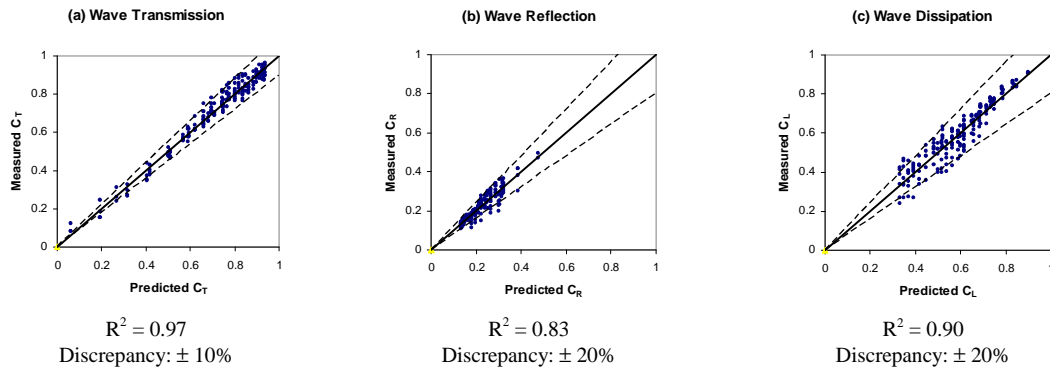 (a) Wave Transmission
1
0.8
0.6
0.4
0.2
0
Measured C_T
0 0.2 0.4 0.6 0.8 1
Predicted C_T
R² = 0.97
Discrepancy: ± 10%
(b) Wave Reflection
1
0.8
0.6
0.4
0.2
0
Measured C_R
0 0.2 0.4 0.6 0.8 1
Predicted C_R
R² = 0.83
Discrepancy: ± 20%
(c) Wave Dissipation
1
0.8
0.6
0.4
0.2
0
Measured C_L
0 0.2 0.4 0.6 0.8 1
Predicted C_L
R² = 0.90
Discrepancy: ± 20%